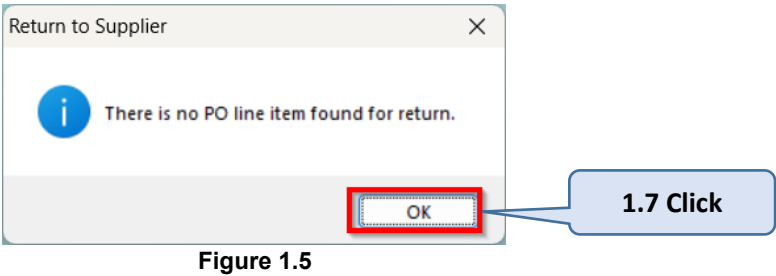 Return to Supplier
There is no PO line item found for return.
OK
1.7 Click
Figure 1.5